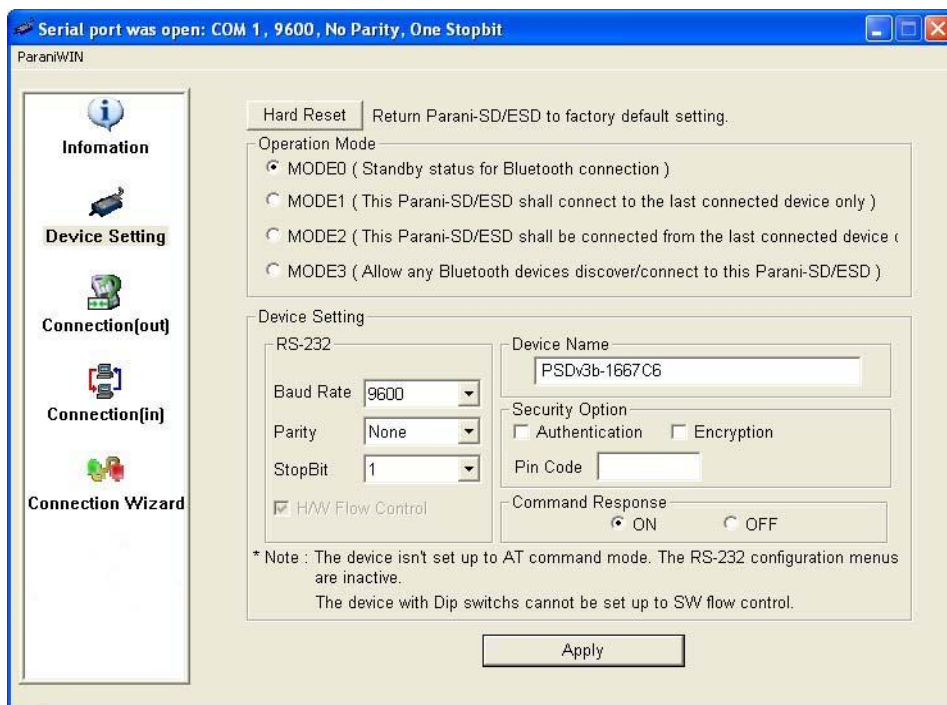 Serial port was open: COM 1, 9600, No Parity, One Stopbit
ParaniWIN
Infomation
Device Setting
Connection(out)
Connection(in)
Connection Wizard
Hard Reset Return Parani-SD/ESD to factory default setting.
Operation Mode
MODE0 ( Standby status for Bluetooth connection )
MODE1 ( This Parani-SD/ESD shall connect to the last connected device only )
MODE2 ( This Parani-SD/ESD shall be connected from the last connected device
MODE3 ( Allow any Bluetooth devices discover/connect to this Parani-SD/ESD )
Device Setting
RS-232
Baud Rate 9600
Parity None
StopBit 1
H/W Flow Control
Device Name
PSDv3b-1667C6
Security Option
Authentication Encryption
Pin Code
Command Response
ON OFF
* Note : The device isn't set up to AT command mode. The RS-232 configuration menus
are inactive.
The device with Dip switchs cannot be set up to SW flow control.
Apply